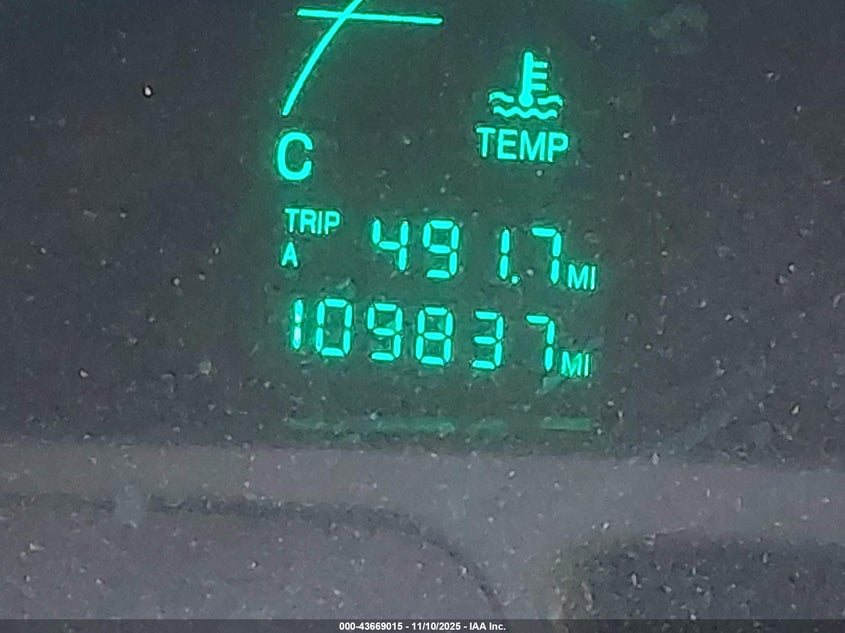 C
TEMP
TRIP A 491.7 MI
109837 MI
000-43669015 - 11/10/2025 - IAA Inc.